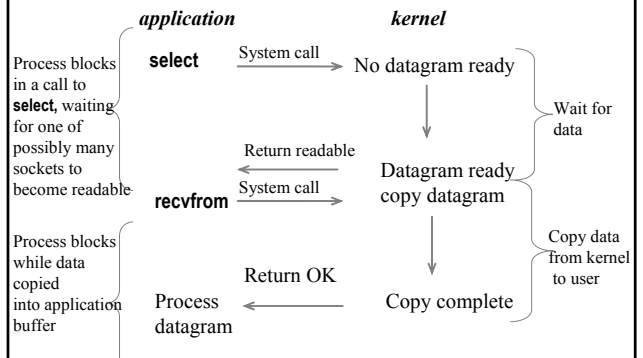 application
kernel
Process blocks
in a call to
select, waiting
for one of
possibly many
sockets to
become readable
select
System call
No datagram ready
Wait for
data
Return readable
Datagram ready
copy datagram
recvfrom
System call
Process blocks
while data
copied
into application
buffer
Copy data
from kernel
to user
Return OK
Process
datagram
Copy complete